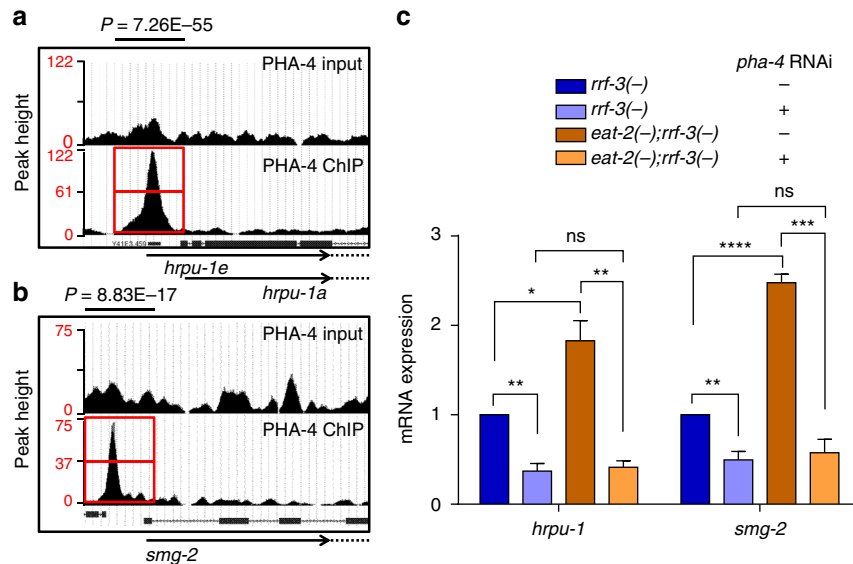 a
P = 7.26E–55
122
0
PHA-4 input
Peak height
122
61
0
PHA-4 ChIP
Y41E3.459
hrpu-1e
hrpu-1a
b
P = 8.83E–17
75
0
PHA-4 input
Peak height
75
37
0
PHA-4 ChIP
smg-2
c
pha-4 RNAi
rrf-3(–) –
rrf-3(–) +
eat-2(–);rrf-3(–) –
eat-2(–);rrf-3(–) +
mRNA expression
3
2
1
0
ns
*
**
**
ns
****
***
**
hrpu-1
smg-2